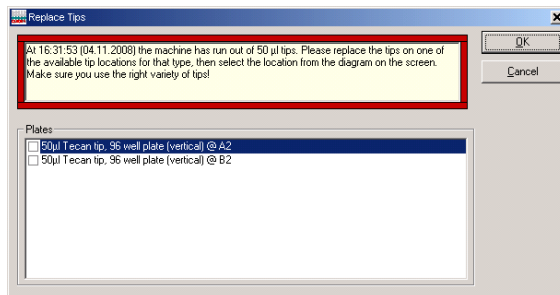 Replace Tips
At 16:31:53 (04.11.2008) the machine has run out of 50 µl tips. Please replace the tips on one of
the available tip locations for that type, then select the location from the diagram on the screen.
Make sure you use the right variety of tips!
OK
Cancel
Plates
50µl Tecan tip, 96 well plate (vertical) @ A2
50µl Tecan tip, 96 well plate (vertical) @ B2